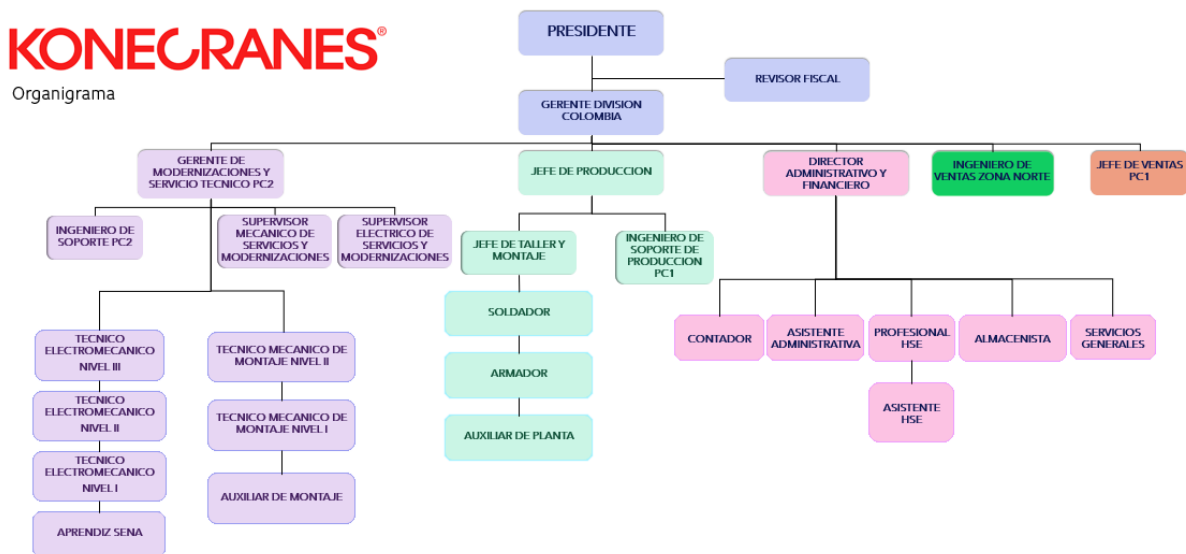 KONECRANES®
Organigrama
PRESIDENTE
REVISOR FISCAL
GERENTE DIVISION
COLOMBIA
GERENTE DE
MODERNIZACIONES Y
SERVICIO TECNICO PC2
JEFE DE PRODUCCION
DIRECTOR
ADMINISTRATIVO Y
FINANCIERO
INGENIERO DE
VENTAS ZONA NORTE
JEFE DE VENTAS
PC1
INGENIERO DE
SOPORTE PC2
SUPERVISOR
MECANICO DE
SERVICIOS Y
MODERNIZACIONES
SUPERVISOR
ELECTRICO DE
SERVICIOS Y
MODERNIZACIONES
JEFE DE TALLER Y
MONTAJE
INGENIERO DE
SOPORTE DE
PRODUCCION
PC1
SOLDADOR
ARMADOR
AUXILIAR DE PLANTA
CONTADOR
ASISTENTE
ADMINISTRATIVA
PROFESIONAL
HSE
ALMACENISTA
SERVICIOS
GENERALES
ASISTENTE
HSE
TECNICO
ELECTROMECANICO
NIVEL III
TECNICO
ELECTROMECANICO
NIVEL II
TECNICO
ELECTROMECANICO
NIVEL I
APRENDIZ SENA
TECNICO MECANICO DE
MONTAJE NIVEL II
TECNICO MECANICO DE
MONTAJE NIVEL I
AUXILIAR DE MONTAJE